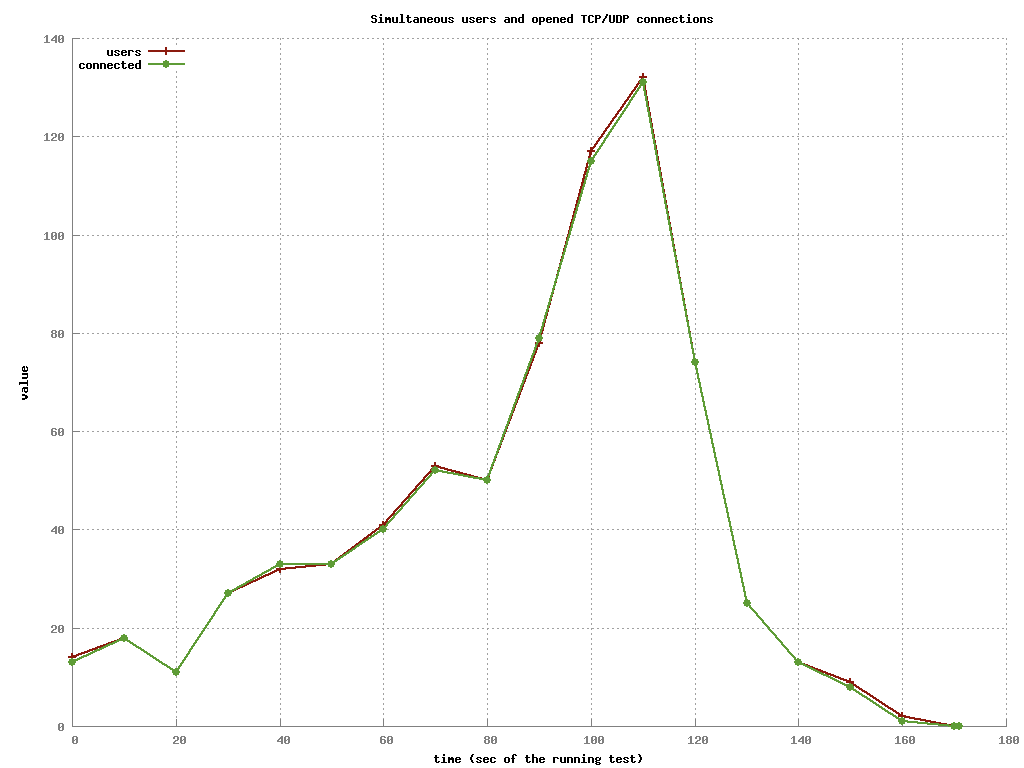 Simultaneous users and opened TCP/UDP connections
140
users
connected
120
100
80
value
60
40
20
0
0 20 40 60 80 100 120 140 160 180
time (sec of the running test)